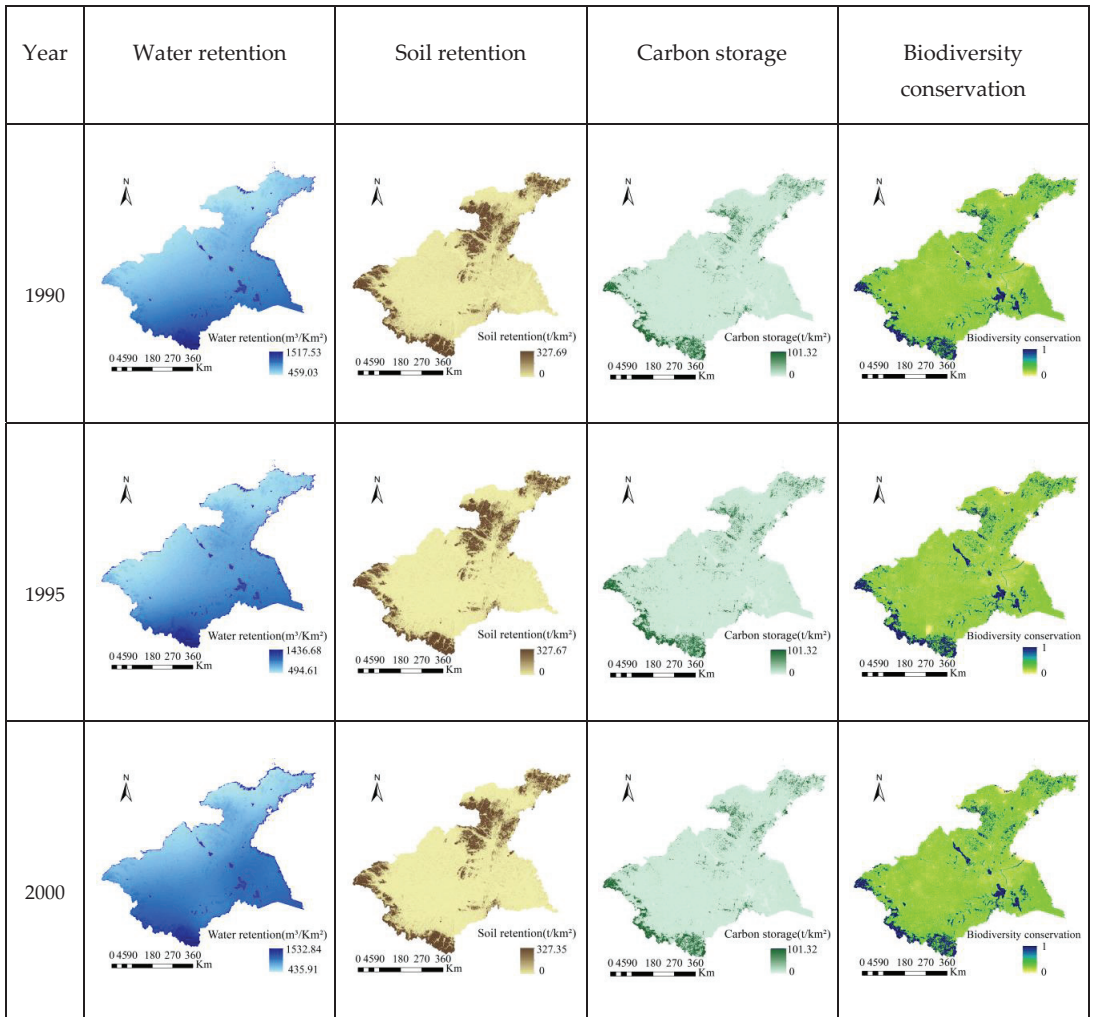 Year Water retention Soil retention Carbon storage Biodiversity
conservation
1990
N
Water retention(m³/Km²)
1517.53
459.03
0 4590 180 270 360
Km
N
Soil retention(t/km²)
327.69
0
0 4590 180 270 360
Km
N
Carbon storage(t/km²)
101.32
0
0 4590 180 270 360
Km
N
Biodiversity conservation
1
0
0 4590 180 270 360
Km
1995
N
Water retention(m³/Km²)
1436.68
494.61
0 4590 180 270 360
Km
N
Soil retention(t/km²)
327.67
0
0 4590 180 270 360
Km
N
Carbon storage(t/km²)
101.32
0
0 4590 180 270 360
Km
N
Biodiversity conservation
1
0
0 4590 180 270 360
Km
2000
N
Water retention(m³/Km²)
1532.84
435.91
0 4590 180 270 360
Km
N
Soil retention(t/km²)
327.35
0
0 4590 180 270 360
Km
N
Carbon storage(t/km²)
101.32
0
0 4590 180 270 360
Km
N
Biodiversity conservation
1
0
0 4590 180 270 360
Km